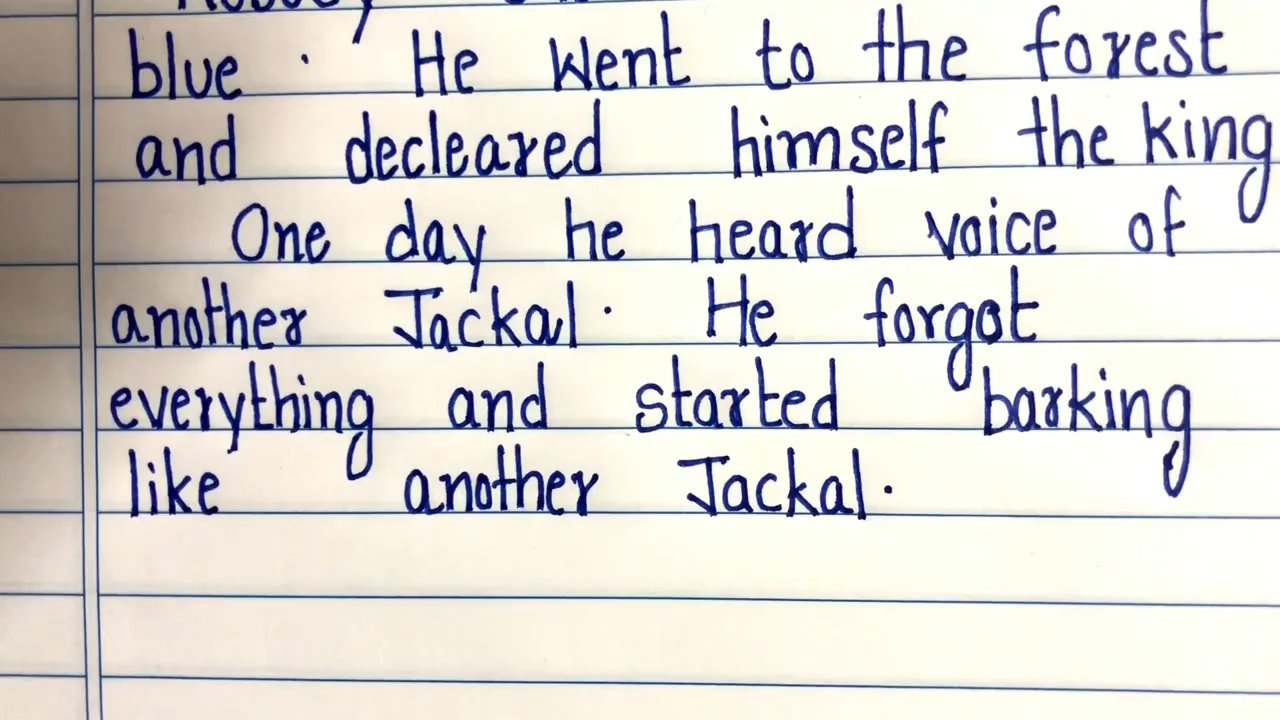 blue. He went to the forest
and decleared himself the king
One day he heard voice of
another Jackal. He forgot
everything and started barking
like another Jackal.